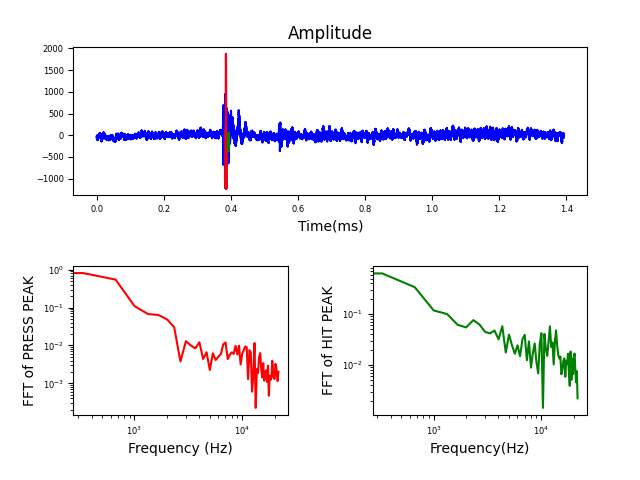 Amplitude
2000
1500
1000
500
0
−500
−1000
0.0 0.2 0.4 0.6 0.8 1.0 1.2 1.4
Time(ms)
FFT of PRESS PEAK
10⁰
10⁻¹
10⁻²
10⁻³
10³ 10⁴
Frequency (Hz)
FFT of HIT PEAK
10⁻¹
10⁻²
10³ 10⁴
Frequency(Hz)